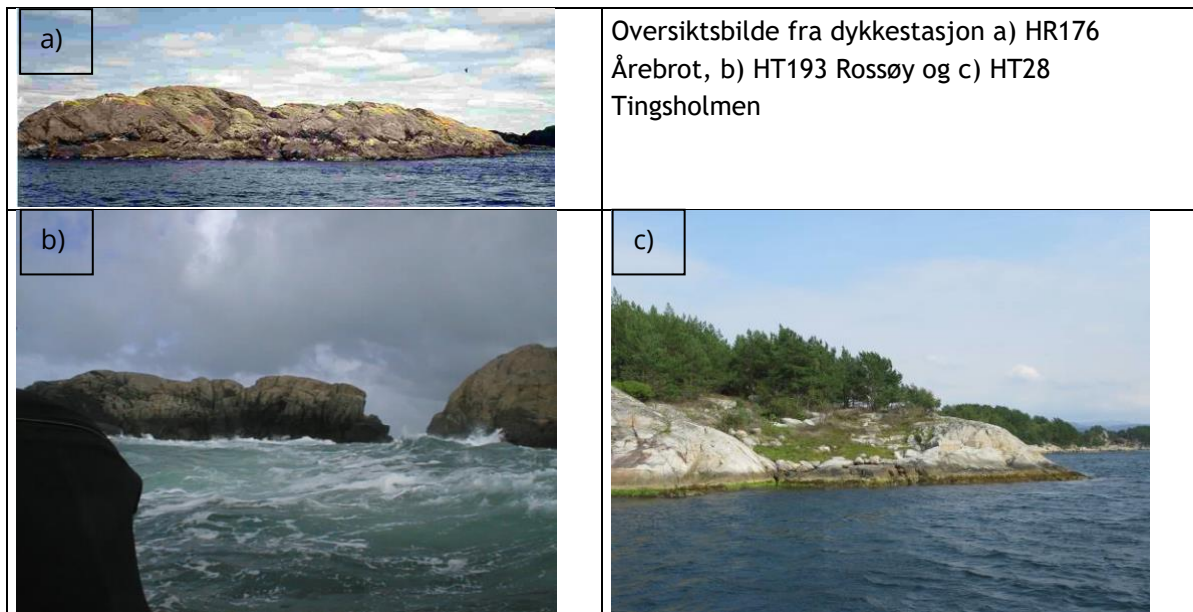 a)
Oversiktsbilde fra dykkestasjon a) HR176
Årebrot, b) HT193 Rossøy og c) HT28
Tingsholmen
b)
c)